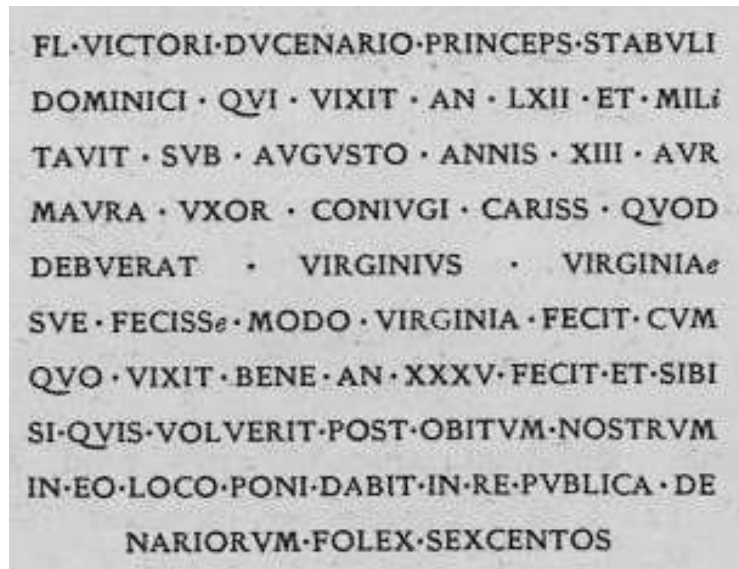 FL·VICTORI·DVCENARIO·PRINCEPS·STABVLI
DOMINICI · QVI · VIXIT · AN · LXII · ET · MILi
TAVIT · SVB · AVGVSTO · ANNIS · XIII · AVR
MAVRA · VXOR · CONIVGI · CARISS · QVOD
DEBVERAT · VIRGINIVS · VIRGINIAe
SVE · FECISSe · MODO · VIRGINIA · FECIT · CVM
QVO · VIXIT · BENE · AN · XXXV · FECIT · ET · SIBI
SI·QVIS·VOLVERIT·POST·OBITVM·NOSTRVM
IN·EO·LOCO·PONI·DABIT·IN·RE·PVBLICA · DE
NARIORVM·FOLEX·SEXCENTOS